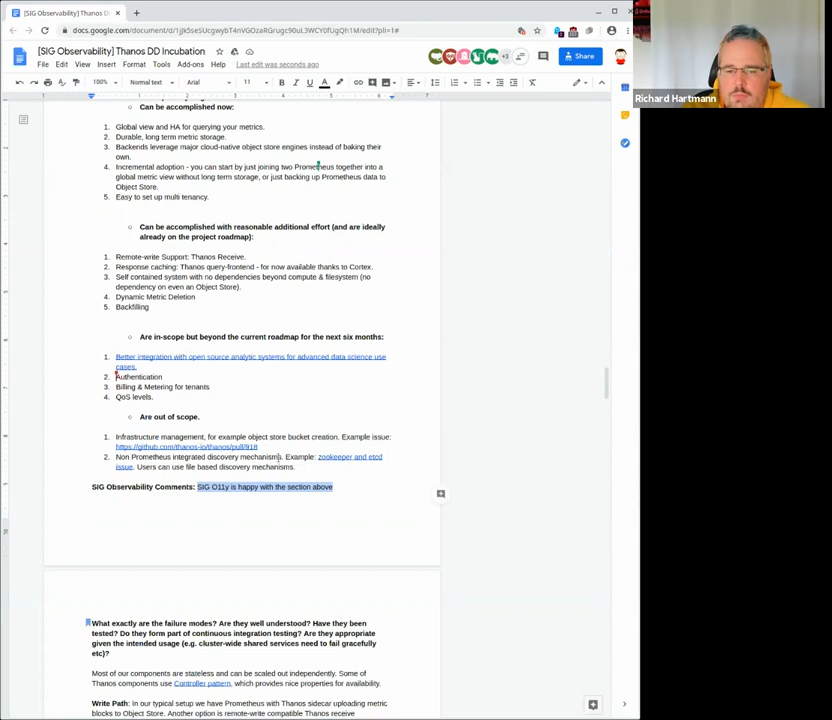 [SIG Observability] Thanos DD Incubation
docs.google.com/document/d/1jjK5seSUcgwybT4nVGOzaRGrugc90ui.3WCY0fUgQh1M/edit?pli=1#
[SIG Observability] Thanos DD Incubation
+3
Share
File Edit View Insert Format Tools Add-ons Help
Last edit was seconds ago
100%
Normal text
Arial
11
Richard Hartmann
Can be accomplished now:
1. Global view and HA for querying your metrics.
2. Durable, long term metric storage.
3. Backends leverage major cloud-native object store engines instead of baking their
own.
4. Incremental adoption - you can start by just joining two Prometheus together into a
global metric view without long term storage, or just backing up Prometheus data to
Object Store.
5. Easy to set up multi tenancy.
Can be accomplished with reasonable additional effort (and are ideally
already on the project roadmap):
1. Remote-write Support: Thanos Receive.
2. Response caching: Thanos query-frontend - for now available thanks to Cortex.
3. Self contained system with no dependencies beyond compute & filesystem (no
dependency on even an Object Store).
4. Dynamic Metric Deletion
5. Backfilling
Are in-scope but beyond the current roadmap for the next six months:
1. Better integration with open source analytic systems for advanced data science use
cases.
2. Authentication
3. Billing & Metering for tenants
4. QoS levels.
Are out of scope.
1. Infrastructure management, for example object store bucket creation. Example issue:
https://github.com/thanos-io/thanos/pull/918
2. Non Prometheus integrated discovery mechanisms. Example: zookeeper and etcd
issue. Users can use file based discovery mechanisms.
SIG Observability Comments: SIG O11y is happy with the section above
What exactly are the failure modes? Are they well understood? Have they been
tested? Do they form part of continuous integration testing? Are they appropriate
given the intended usage (e.g. cluster-wide shared services need to fail gracefully
etc)?
Most of our components are stateless and can be scaled out independently. Some of
Thanos components use Controller pattern, which provides nice properties for availability.
Write Path: In our typical setup we have Prometheus with Thanos sidecar uploading metric
blocks to Object Store. Another option is remote-write compatible Thanos receive